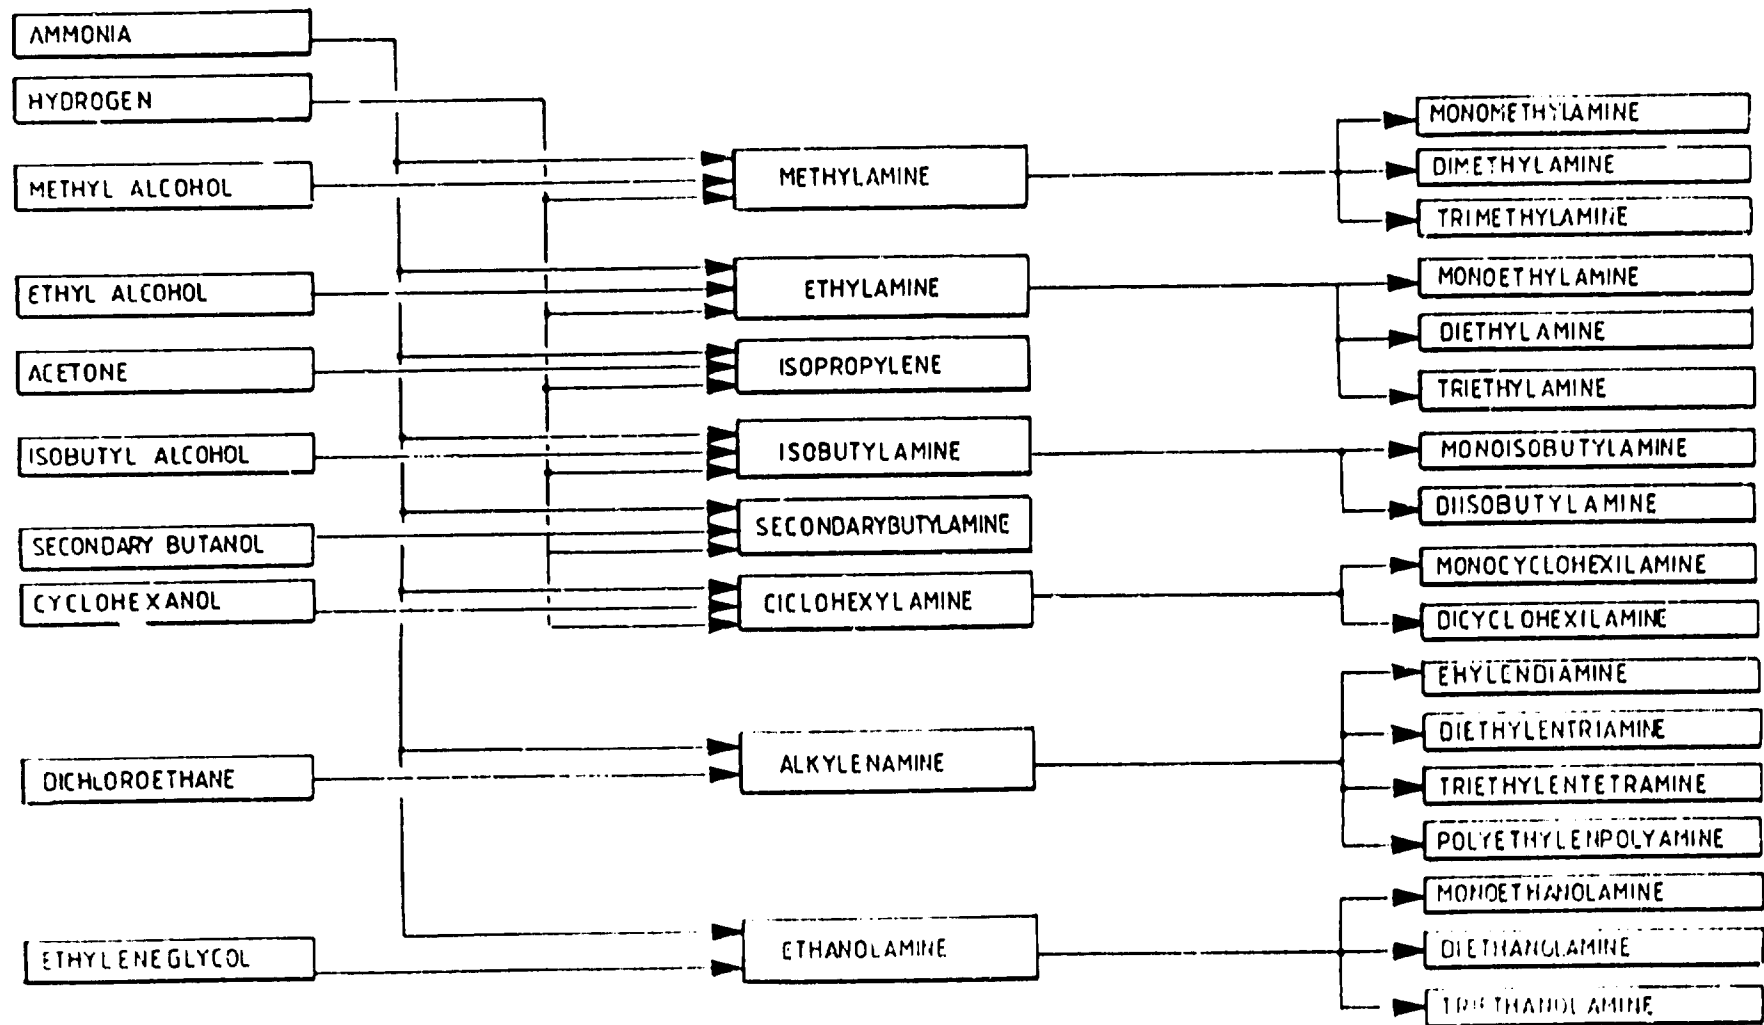 AMMONIA
HYDROGEN
METHYL ALCOHOL
ETHYL ALCOHOL
ACETONE
ISOBUTYL ALCOHOL
SECONDARY BUTANOL
CYCLOHEXANOL
DICHLOROETHANE
ETHYLENEGLYCOL
METHYLAMINE
ETHYLAMINE
ISOPROPYLENE
ISOBUTYLAMINE
SECONDARYBUTYLAMINE
CICLOHEXYLAMINE
ALKYLENAMINE
ETHANOLAMINE
MONOMETHYLAMINE
DIMETHYLAMINE
TRIMETHYLAMINE
MONOETHYLAMINE
DIETHYLAMINE
TRIETHYLAMINE
MONOISOBUTYLAMINE
DIISOBUTYLAMINE
MONOCYCLOHEXILAMINE
DICYCLOHEXILAMINE
EHYLENDIAMINE
DIETHYLENTRIAMINE
TRIETHYLENTETRAMINE
POLYETHYLENPOLYAMINE
MONOETHANOLAMINE
DIETHANOLAMINE
TRIETHANOLAMINE